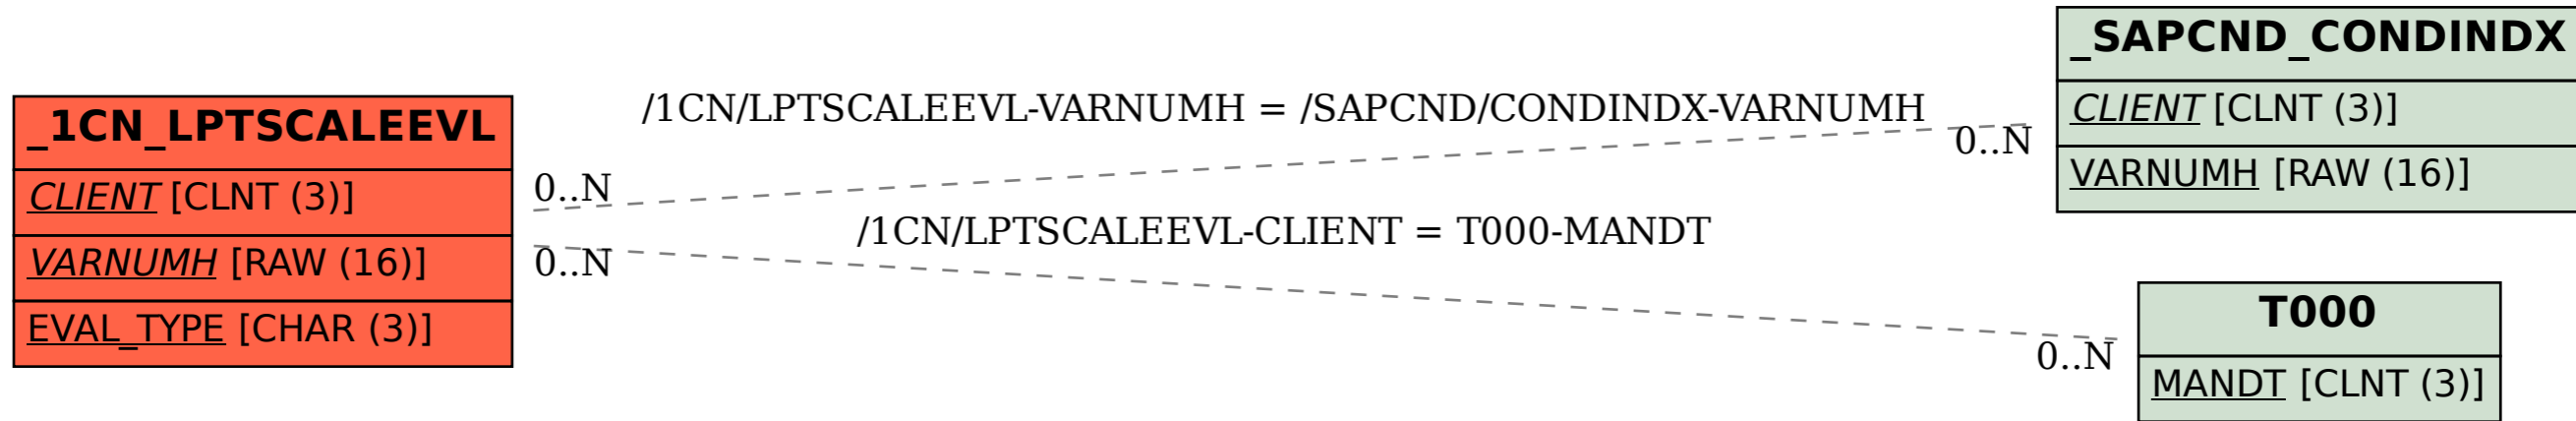 _1CN_LPTSCALEEVL
CLIENT [CLNT (3)]
VARNUMH [RAW (16)]
EVAL_TYPE [CHAR (3)]
/1CN/LPTSCALEEVL-VARNUMH = /SAPCND/CONDINDX-VARNUMH
0..N
0..N
/1CN/LPTSCALEEVL-CLIENT = T000-MANDT
0..N
0..N
_SAPCND_CONDINDX
CLIENT [CLNT (3)]
VARNUMH [RAW (16)]
T000
MANDT [CLNT (3)]